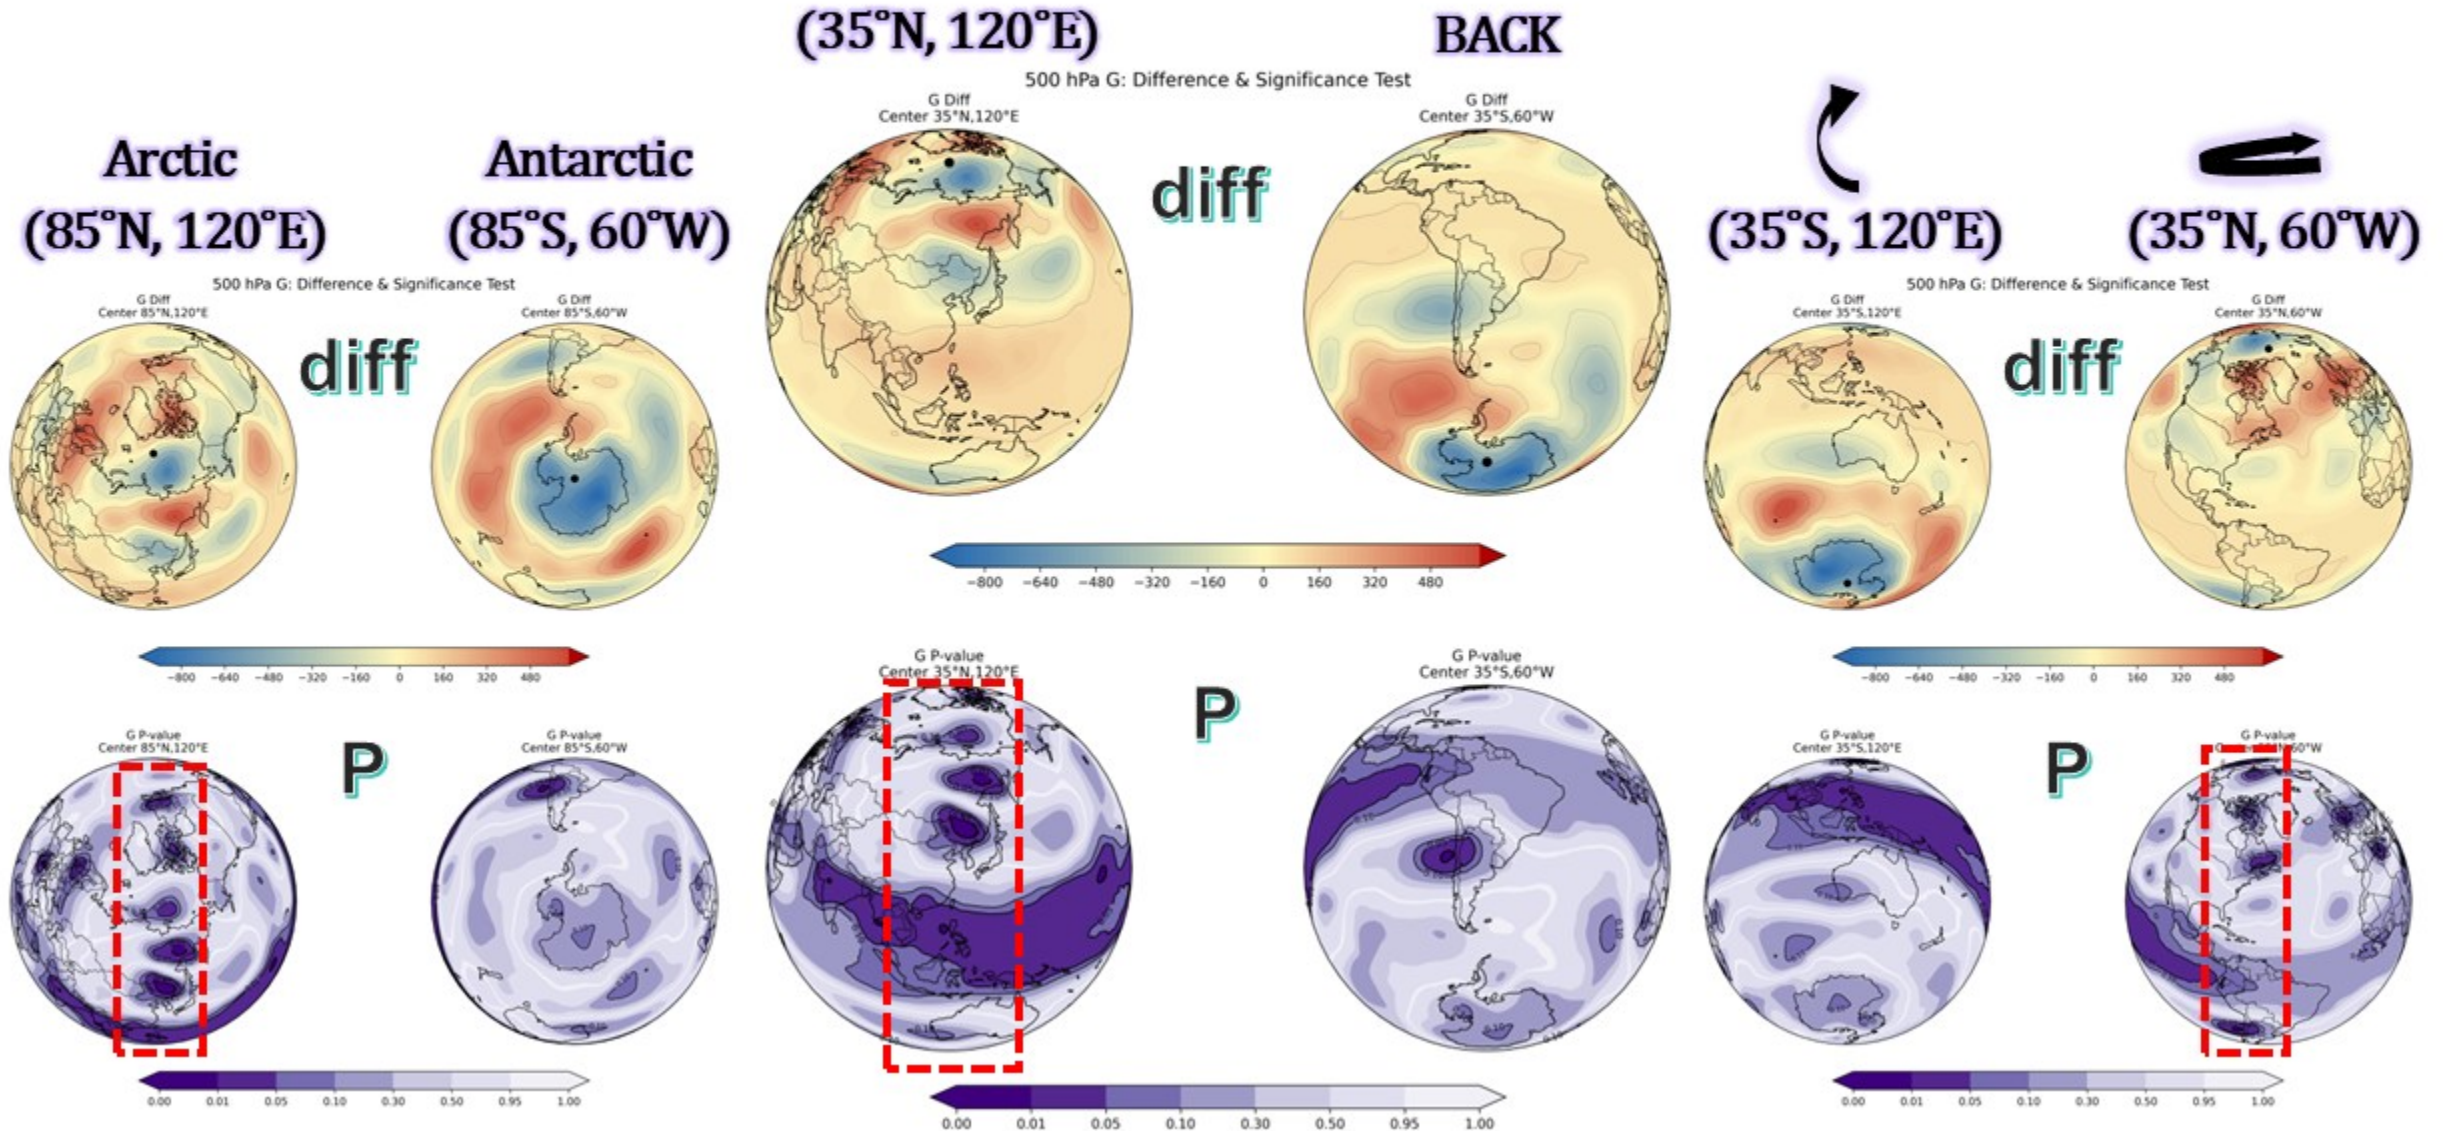 (35°N, 120°E)
BACK
500 hPa G: Difference & Significance Test
G Diff
Center 35°N,120°E
G Diff
Center 35°S,60°W
diff
-800 -640 -480 -320 -160 0 160 320 480
Arctic
(85°N, 120°E)
Antarctic
(85°S, 60°W)
500 hPa G: Difference & Significance Test
G Diff
Center 85°N,120°E
G Diff
Center 85°S,60°W
diff
-800 -640 -480 -320 -160 0 160 320 480
(35°S, 120°E)
(35°N, 60°W)
500 hPa G: Difference & Significance Test
G Diff
Center 35°S,120°E
G Diff
Center 35°N,60°W
diff
-800 -640 -480 -320 -160 0 160 320 480
G P-value
Center 85°N,120°E
P
G P-value
Center 85°S,60°W
0.00 0.01 0.05 0.10 0.30 0.50 0.95 1.00
G P-value
Center 35°N,120°E
P
G P-value
Center 35°S,60°W
0.00 0.01 0.05 0.10 0.30 0.50 0.95 1.00
G P-value
Center 35°S,120°E
P
G P-value
0.00 0.01 0.05 0.10 0.30 0.50 0.95 1.00